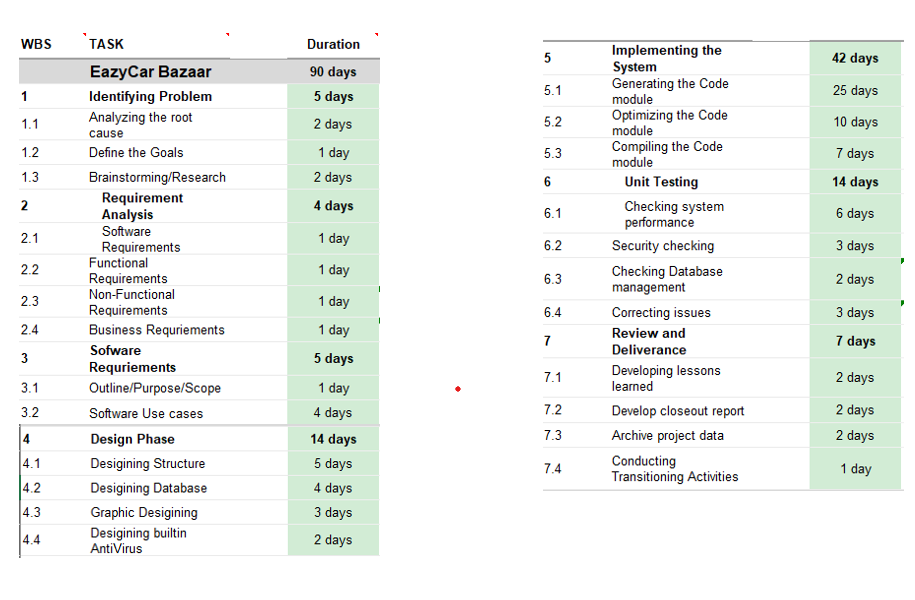 WBS TASK Duration
EazyCar Bazaar 90 days
1 Identifying Problem 5 days
1.1 Analyzing the root cause 2 days
1.2 Define the Goals 1 day
1.3 Brainstorming/Research 2 days
2 Requirement Analysis 4 days
2.1 Software Requirements 1 day
2.2 Functional Requirements 1 day
2.3 Non-Functional Requirements 1 day
2.4 Business Requriements 1 day
3 Sofware Requriements 5 days
3.1 Outline/Purpose/Scope 1 day
3.2 Software Use cases 4 days
4 Design Phase 14 days
4.1 Desigining Structure 5 days
4.2 Desigining Database 4 days
4.3 Graphic Desigining 3 days
4.4 Desigining builtin AntiVirus 2 days
5 Implementing the System 42 days
5.1 Generating the Code module 25 days
5.2 Optimizing the Code module 10 days
5.3 Compiling the Code module 7 days
6 Unit Testing 14 days
6.1 Checking system performance 6 days
6.2 Security checking 3 days
6.3 Checking Database management 2 days
6.4 Correcting issues 3 days
7 Review and Deliverance 7 days
7.1 Developing lessons learned 2 days
7.2 Develop closeout report 2 days
7.3 Archive project data 2 days
7.4 Conducting Transitioning Activities 1 day